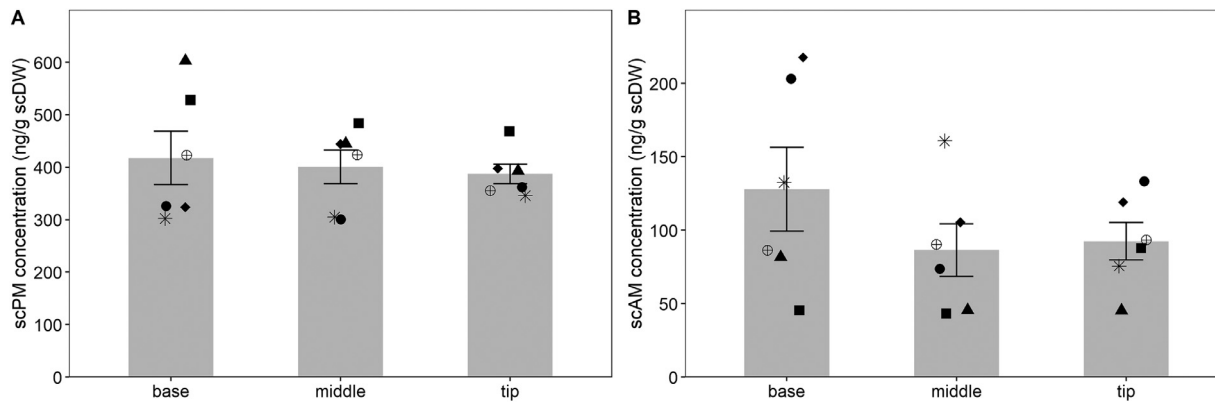 A
scPM concentration (ng/g scDW)
600
500
400
300
200
100
0
base middle tip
B
scAM concentration (ng/g scDW)
200
150
100
50
0
base middle tip